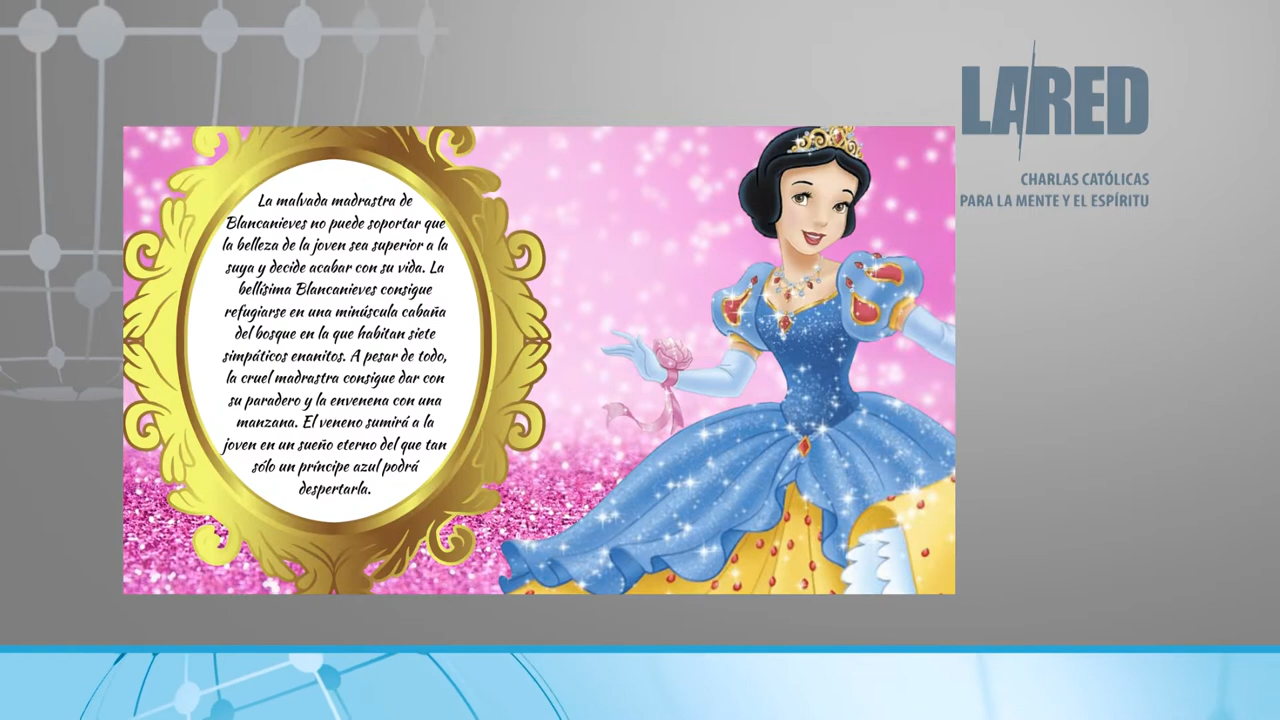 LARED
CHARLAS CATÓLICAS
PARA LA MENTE Y EL ESPÍRITU
La malvada madrastra de
Blancanieves no puede soportar que
la belleza de la joven sea superior a la
suya y decide acabar con su vida. La
bellísima Blancanieves consigue
refugiarse en una minúscula cabaña
del bosque en la que habitan siete
simpáticos enanitos. A pesar de todo,
la cruel madrastra consigue dar con
su paradero y la envenena con una
manzana. El veneno sumirá a la
joven en un sueño eterno del que tan
sólo un príncipe azul podrá
despertarla.